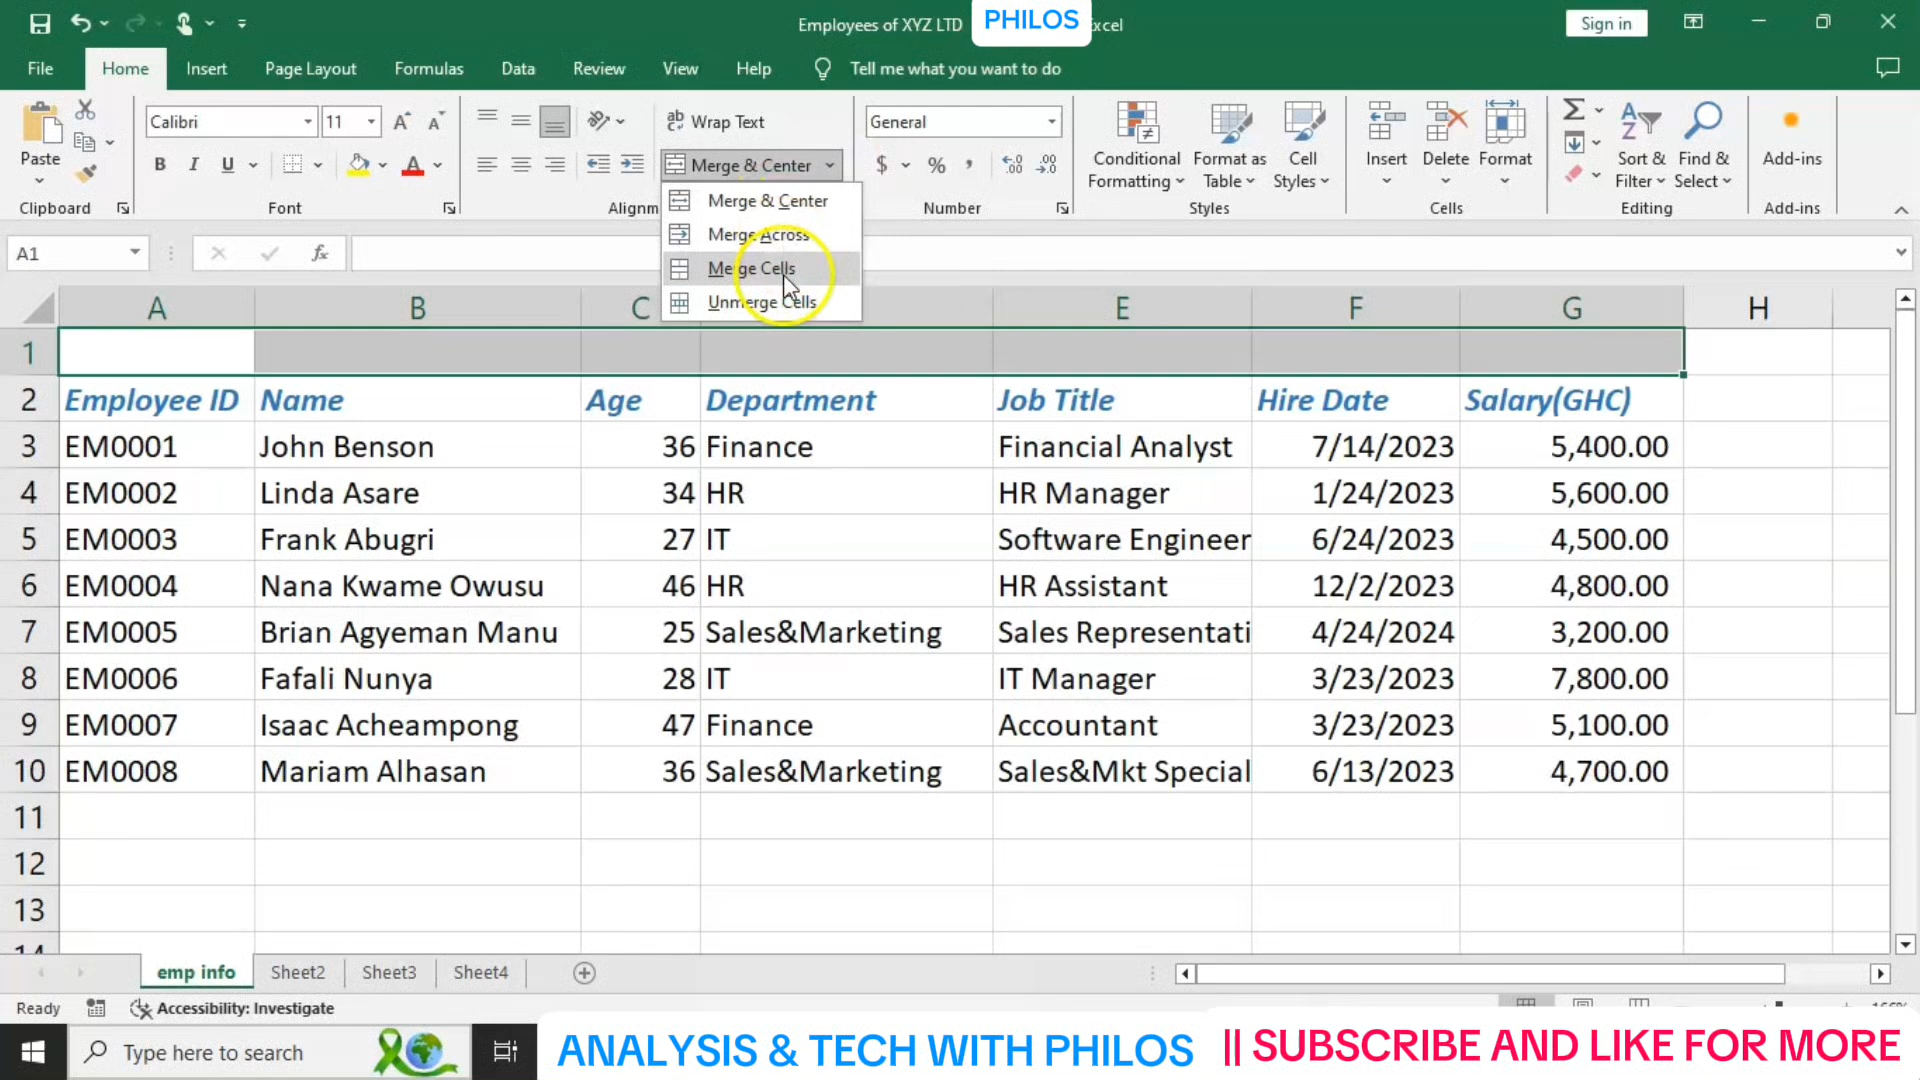 Employees of XYZ LTD
PHILOS
Sign in
File Home Insert Page Layout Formulas Data Review View Help Tell me what you want to do
Paste
Clipboard
Calibri 11
B I U A
Font
ab Wrap Text
Merge & Center
Merge & Center
Merge Across
Merge Cells
Unmerge Cells
General
$ % ,
Number
Conditional Formatting
Format as Table
Cell Styles
Styles
Insert
Delete
Format
Cells
Sort & Filter
Find & Select
Editing
Add-ins
Add-ins
A1 fx
A B C E F G H
1
2 Employee ID Name Age Department Job Title Hire Date Salary(GHC)
3 EM0001 John Benson 36 Finance Financial Analyst 7/14/2023 5,400.00
4 EM0002 Linda Asare 34 HR HR Manager 1/24/2023 5,600.00
5 EM0003 Frank Abugri 27 IT Software Engineer 6/24/2023 4,500.00
6 EM0004 Nana Kwame Owusu 46 HR HR Assistant 12/2/2023 4,800.00
7 EM0005 Brian Agyeman Manu 25 Sales&Marketing Sales Representati 4/24/2024 3,200.00
8 EM0006 Fafali Nunya 28 IT IT Manager 3/23/2023 7,800.00
9 EM0007 Isaac Acheampong 47 Finance Accountant 3/23/2023 5,100.00
10 EM0008 Mariam Alhasan 36 Sales&Marketing Sales&Mkt Special 6/13/2023 4,700.00
11
12
13
emp info Sheet2 Sheet3 Sheet4
Ready Accessibility: Investigate
Type here to search
ANALYSIS & TECH WITH PHILOS || SUBSCRIBE AND LIKE FOR MORE